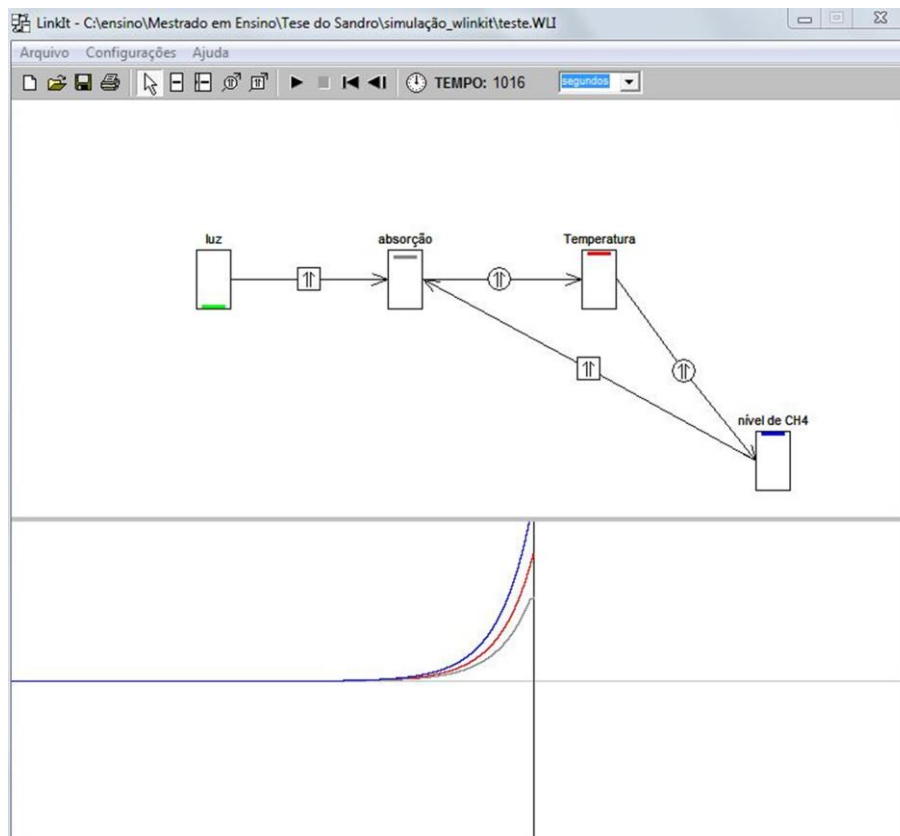 LinkIt - C:\ensino\Mestrado em Ensino\Tese do Sandro\simulação_wlinkit\teste.WLI
Arquivo Configurações Ajuda
TEMPO: 1016 segundos
luz absorção Temperatura
nível de CH4